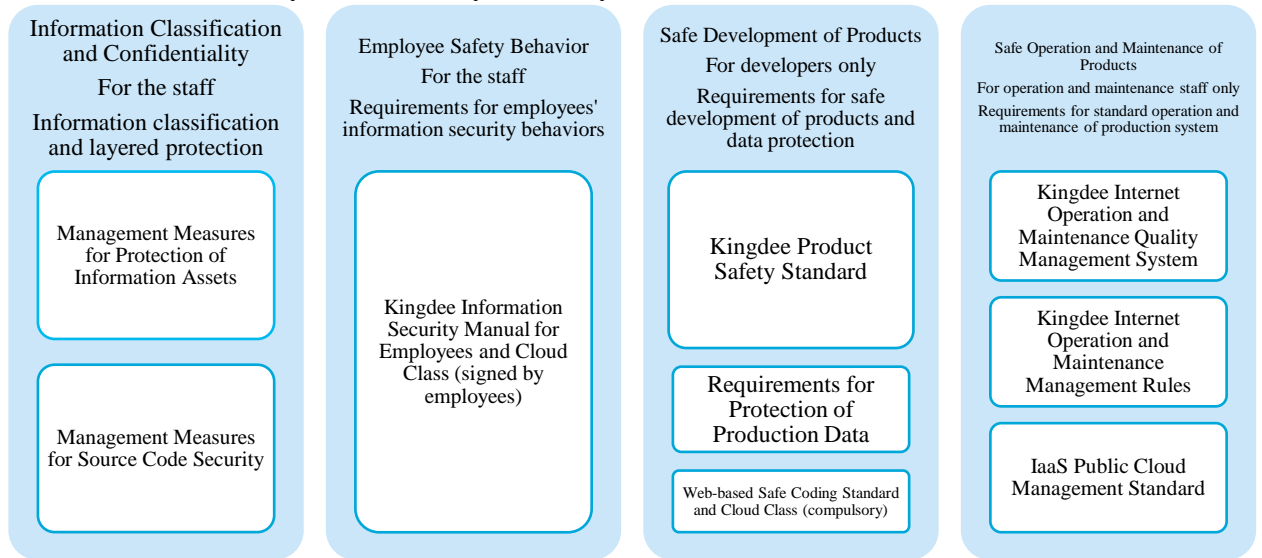 Information Classification
and Confidentiality
For the staff
Information classification
and layered protection
Management Measures
for Protection of
Information Assets
Management Measures
for Source Code Security
Employee Safety Behavior
For the staff
Requirements for employees'
information security behaviors
Kingdee Information
Security Manual for
Employees and Cloud
Class (signed by
employees)
Safe Development of Products
For developers only
Requirements for safe
development of products and
data protection
Kingdee Product
Safety Standard
Requirements for
Protection of
Production Data
Web-based Safe Coding Standard
and Cloud Class (compulsory)
Safe Operation and Maintenance of
Products
For operation and maintenance staff only
Requirements for standard operation and
maintenance of production system
Kingdee Internet
Operation and
Maintenance Quality
Management System
Kingdee Internet
Operation and
Maintenance
Management Rules
IaaS Public Cloud
Management Standard